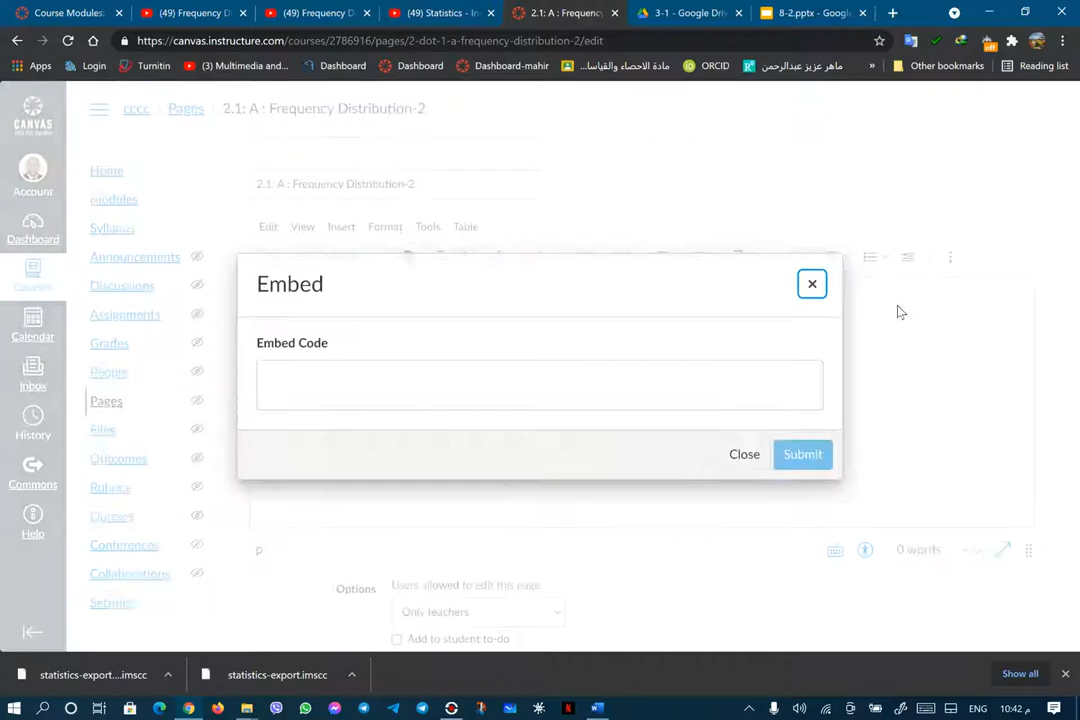 Course Modules:
(49) Frequency D
(49) Frequency D
(49) Statistics - In
2.1: A : Frequency
3-1 - Google Driv
8-2.pptx - Google
https://canvas.instructure.com/courses/2786916/pages/2-dot-1-a-frequency-distribution-2/edit
off
Apps
Login
Turnitin
(3) Multimedia and...
Dashboard
Dashboard
Dashboard-mahir
مادة الاحصاء والقياسا...
ORCID
ماهر عزيز عبدالرحمن
»
Other bookmarks
Reading list
CANVAS
cccc
Pages
2.1: A : Frequency Distribution-2
Account
Dashboard
Courses
Calendar
Inbox
History
Commons
Help
Home
Modules
Syllabus
Announcements
Discussions
Assignments
Grades
People
Pages
Files
Outcomes
Rubrics
Quizzes
Conferences
Collaborations
Settings
2.1: A : Frequency Distribution-2
Edit View Insert Format Tools Table
Embed
Embed Code
Close
Submit
p
0 words
Options
Users allowed to edit this page
Only teachers
Add to student to-do
statistics-export....imscc
statistics-export.imscc
Show all
ENG
10:42 م